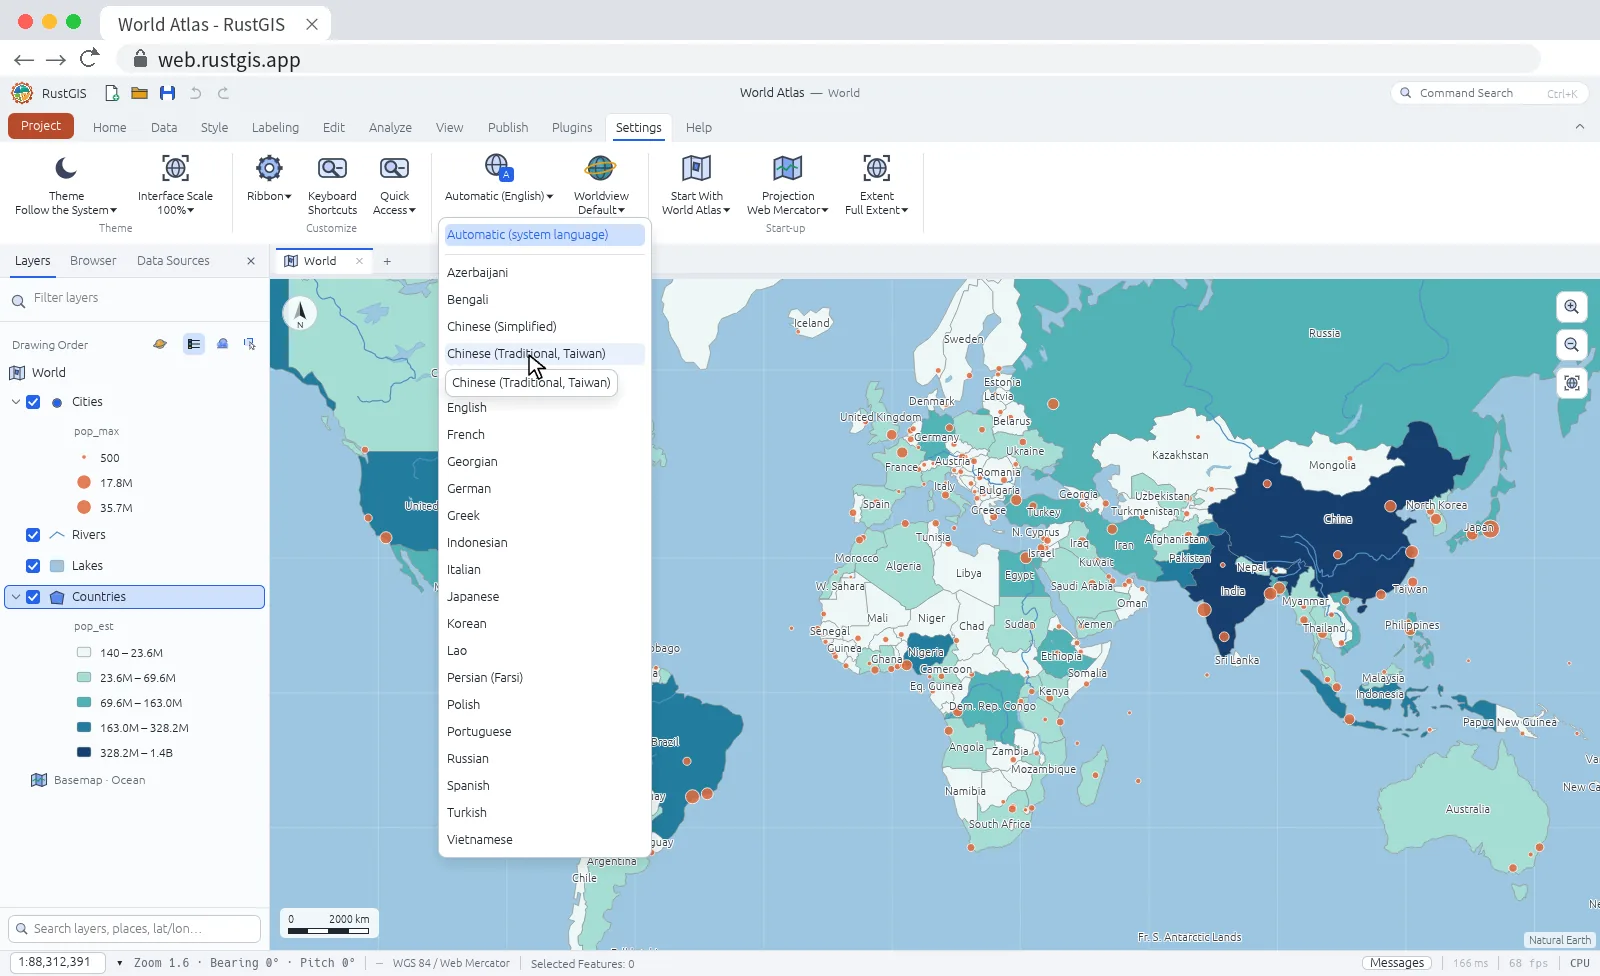 World Atlas - RustGIS
web.rustgis.app
RustGIS
World Atlas — World
Command Search Ctrl+K
Project Home Data Style Labeling Edit Analyze View Publish Plugins Settings Help
Theme
Follow the System
Interface Scale
100%
Theme
Ribbon
Keyboard
Shortcuts
Quick
Access
Customize
A
Automatic (English)
Worldview
Default
Start With
World Atlas
Projection
Web Mercator
Extent
Full Extent
Start-up
Layers Browser Data Sources
Filter layers
Drawing Order
World
Cities
pop_max
500
17.8M
35.7M
Rivers
Lakes
Countries
pop_est
140 – 23.6M
23.6M – 69.6M
69.6M – 163.0M
163.0M – 328.2M
328.2M – 1.4B
Basemap · Ocean
Search layers, places, lat/lon...
World
Automatic (system language)
Azerbaijani
Bengali
Chinese (Simplified)
Chinese (Traditional, Taiwan)
Chinese (Traditional, Taiwan)
English
French
Georgian
German
Greek
Indonesian
Italian
Japanese
Korean
Lao
Persian (Farsi)
Polish
Portuguese
Russian
Spanish
Turkish
Vietnamese
N
Iceland
Russia
Sweden
Estonia
Latvia
Denmark
United Kingdom
Belarus
Germany
Ukraine
Kazakhstan
Austria
France
Mongolia
Romania
Italy
Bulgaria
Georgia
Uzbekistan
Spain
Greece
Turkey
Turkmenistan
North Korea
China
Japan
N. Cyprus
Tunisia
Israel
Iraq
Iran
Afghanistan
Morocco
Algeria
Kuwait
Pakistan
Nepal
Libya
Egypt
W. Sahara
Saudi Arabia
India
Taiwan
Oman
Myanmar
Mali
Niger
Chad
Sudan
Yemen
Thailand
Philippines
Senegal
Guinea
Ghana
Nigeria
Ethiopia
Sri Lanka
Cameroon
Somalia
Malaysia
Eq. Guinea
Kenya
Indonesia
Dem. Rep. Congo
Papua New Guinea
Angola
Zambia
Mozambique
Namibia
Australia
South Africa
United
obago
Brazil
ay
guay
Argentina
Chile
Va
New Ca
Ne
Fr. S. Antarctic Lands
0 2000 km
Natural Earth
1:88,312,391 Zoom 1.6 · Bearing 0° · Pitch 0° — WGS 84 / Web Mercator Selected Features: 0
Messages 166 ms 68 fps CPU